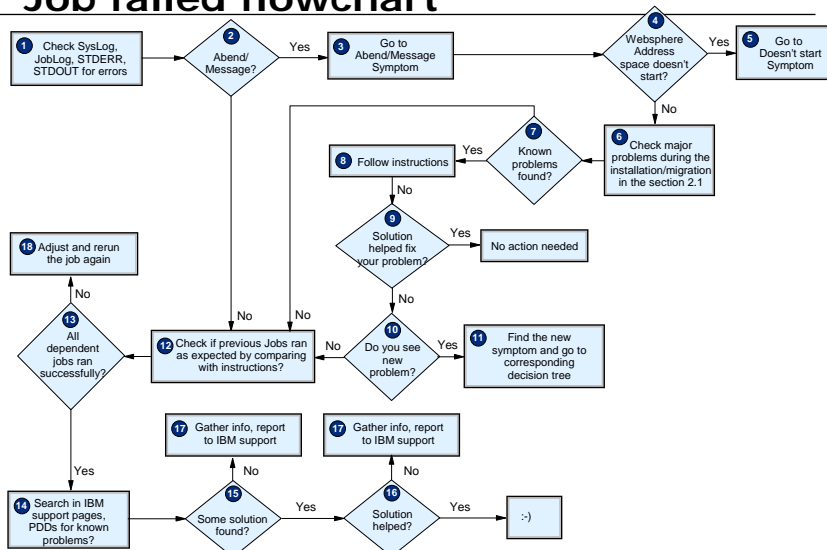 Job failed flowchart
1 Check SysLog,
JobLog, STDERR,
STDOUT for errors
2
Abend/
Message?
Yes
3 Go to
Abend/Message
Symptom
4
Websphere
Address
space doesn't
start?
Yes
5 Go to
Doesn't start
Symptom
No
6 Check major
problems during the
installation/migration
in the section 2.1
7
Known
problems
found?
Yes
8 Follow instructions
No
9
Solution
helped fix
your problem?
Yes
No action needed
No
10
Do you see
new
problem?
Yes
11 Find the new
symptom and go to
corresponding
decision tree
No
No
No
12 Check if previous Jobs ran
as expected by comparing
with instructions?
13
All
dependent
jobs ran
successfully?
No
18 Adjust and rerun
the job again
Yes
14 Search in IBM
support pages,
PDDs for known
problems?
15
Some solution
found?
No
17 Gather info, report
to IBM support
Yes
16
Solution
helped?
No
17 Gather info, report
to IBM support
Yes
:-)